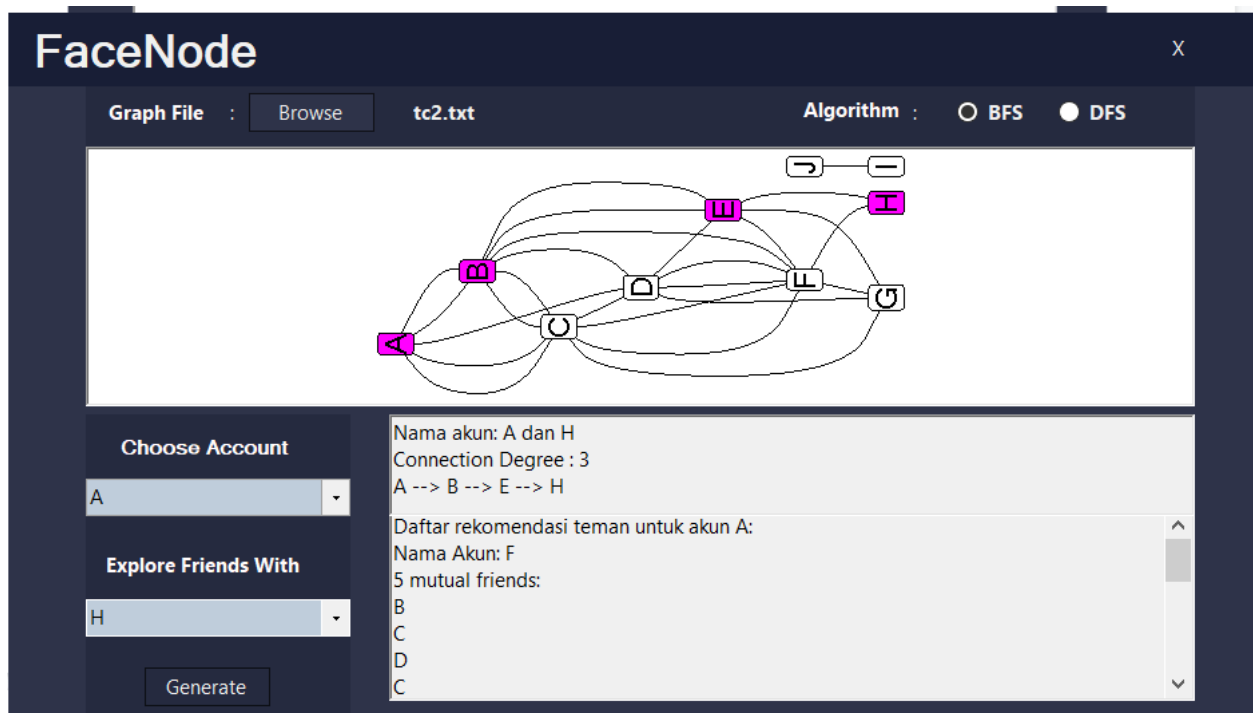 FaceNode
X
Graph File : Browse tc2.txt Algorithm : BFS DFS
J I
E H
B
D F
G
C
A
Choose Account
A
Explore Friends With
H
Generate
Nama akun: A dan H
Connection Degree : 3
A --> B --> E --> H
Daftar rekomendasi teman untuk akun A:
Nama Akun: F
5 mutual friends:
B
C
D
C